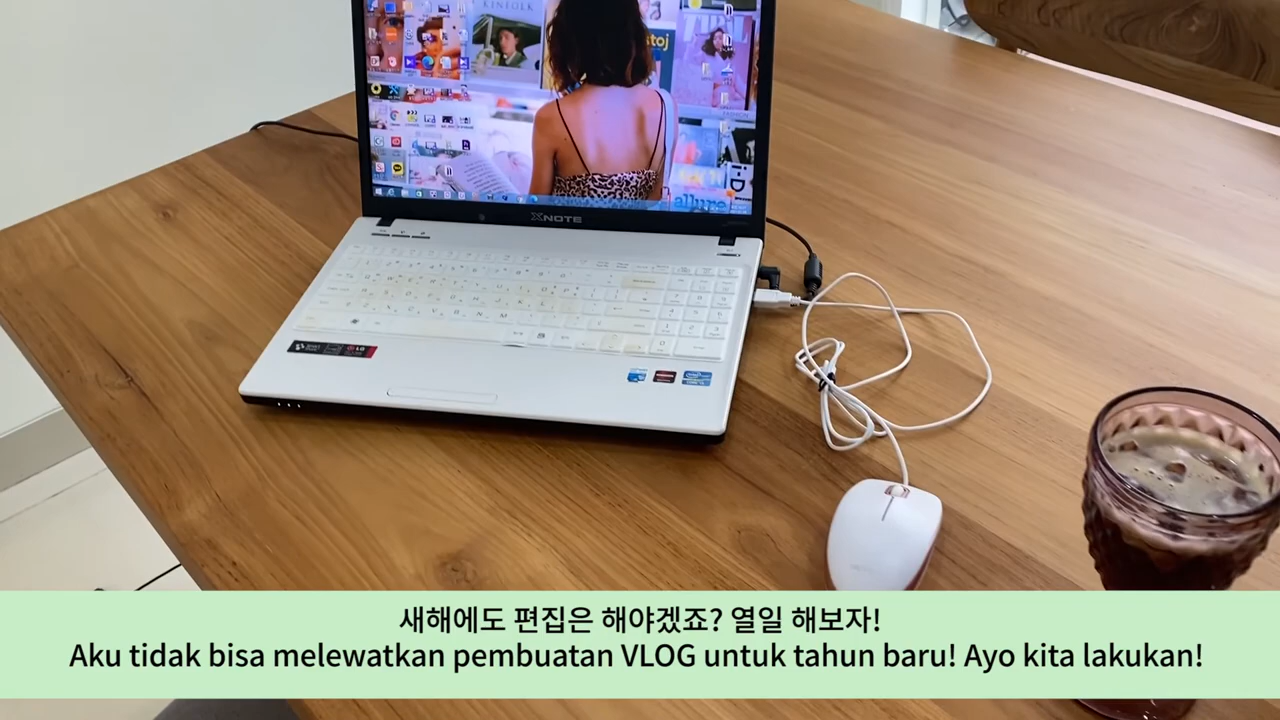 KINFOLK
stoj
i-D
allure
XNOTE
새해에도 편집은 해야겠죠? 열일 해보자!
Aku tidak bisa melewatkan pembuatan VLOG untuk tahun baru! Ayo kita lakukan!